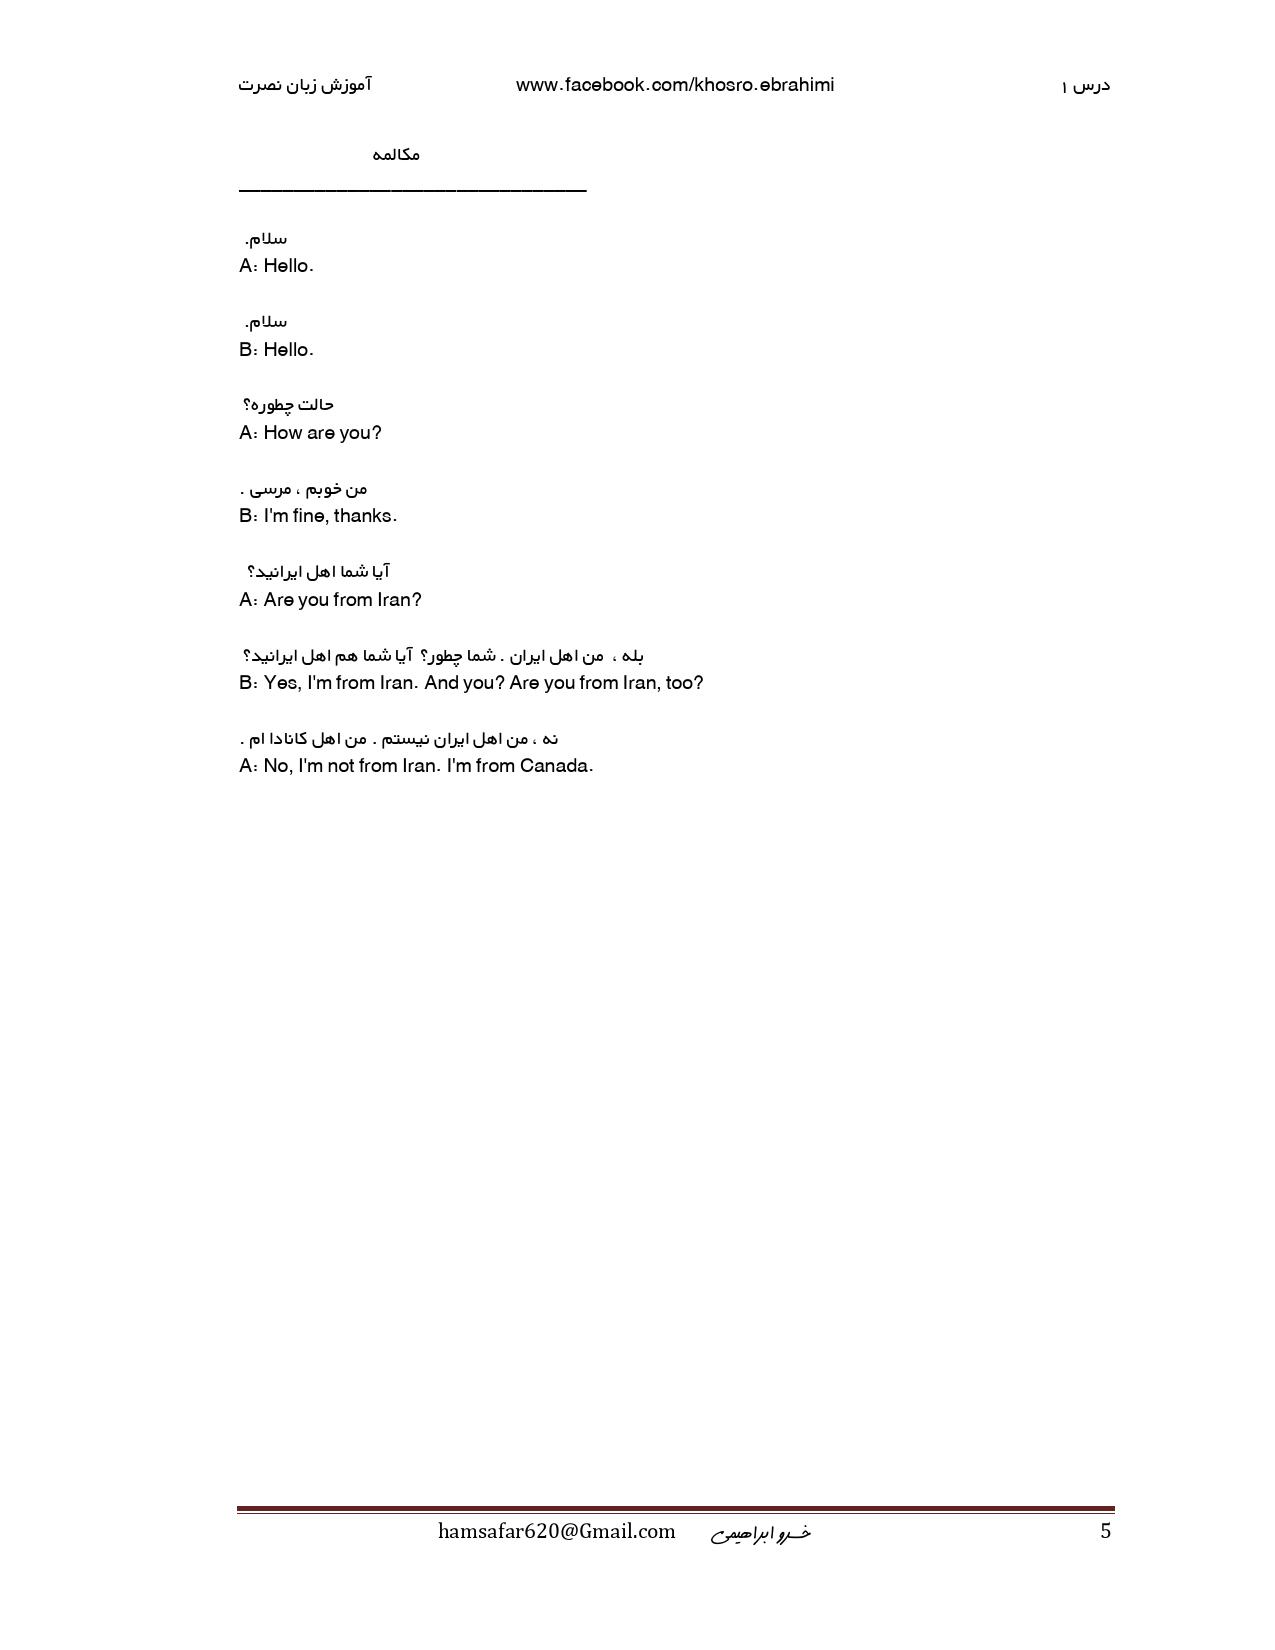 آموزش زبان نصرت www.facebook.com/khosro.ebrahimi درس ۱
مکالمه
________________________________
سلام.
A: Hello.
سلام.
B: Hello.
حالت چطوره؟
A: How are you?
من خوبم ، مرسی .
B: I'm fine, thanks.
آیا شما اهل ایرانید؟
A: Are you from Iran?
بله ، من اهل ایران . شما چطور؟ آیا شما هم اهل ایرانید؟
B: Yes, I'm from Iran. And you? Are you from Iran, too?
نه ، من اهل ایران نیستم . من اهل کانادا ام .
A: No, I'm not from Iran. I'm from Canada.
hamsafar620@Gmail.com خسرو ابراهیمی 5